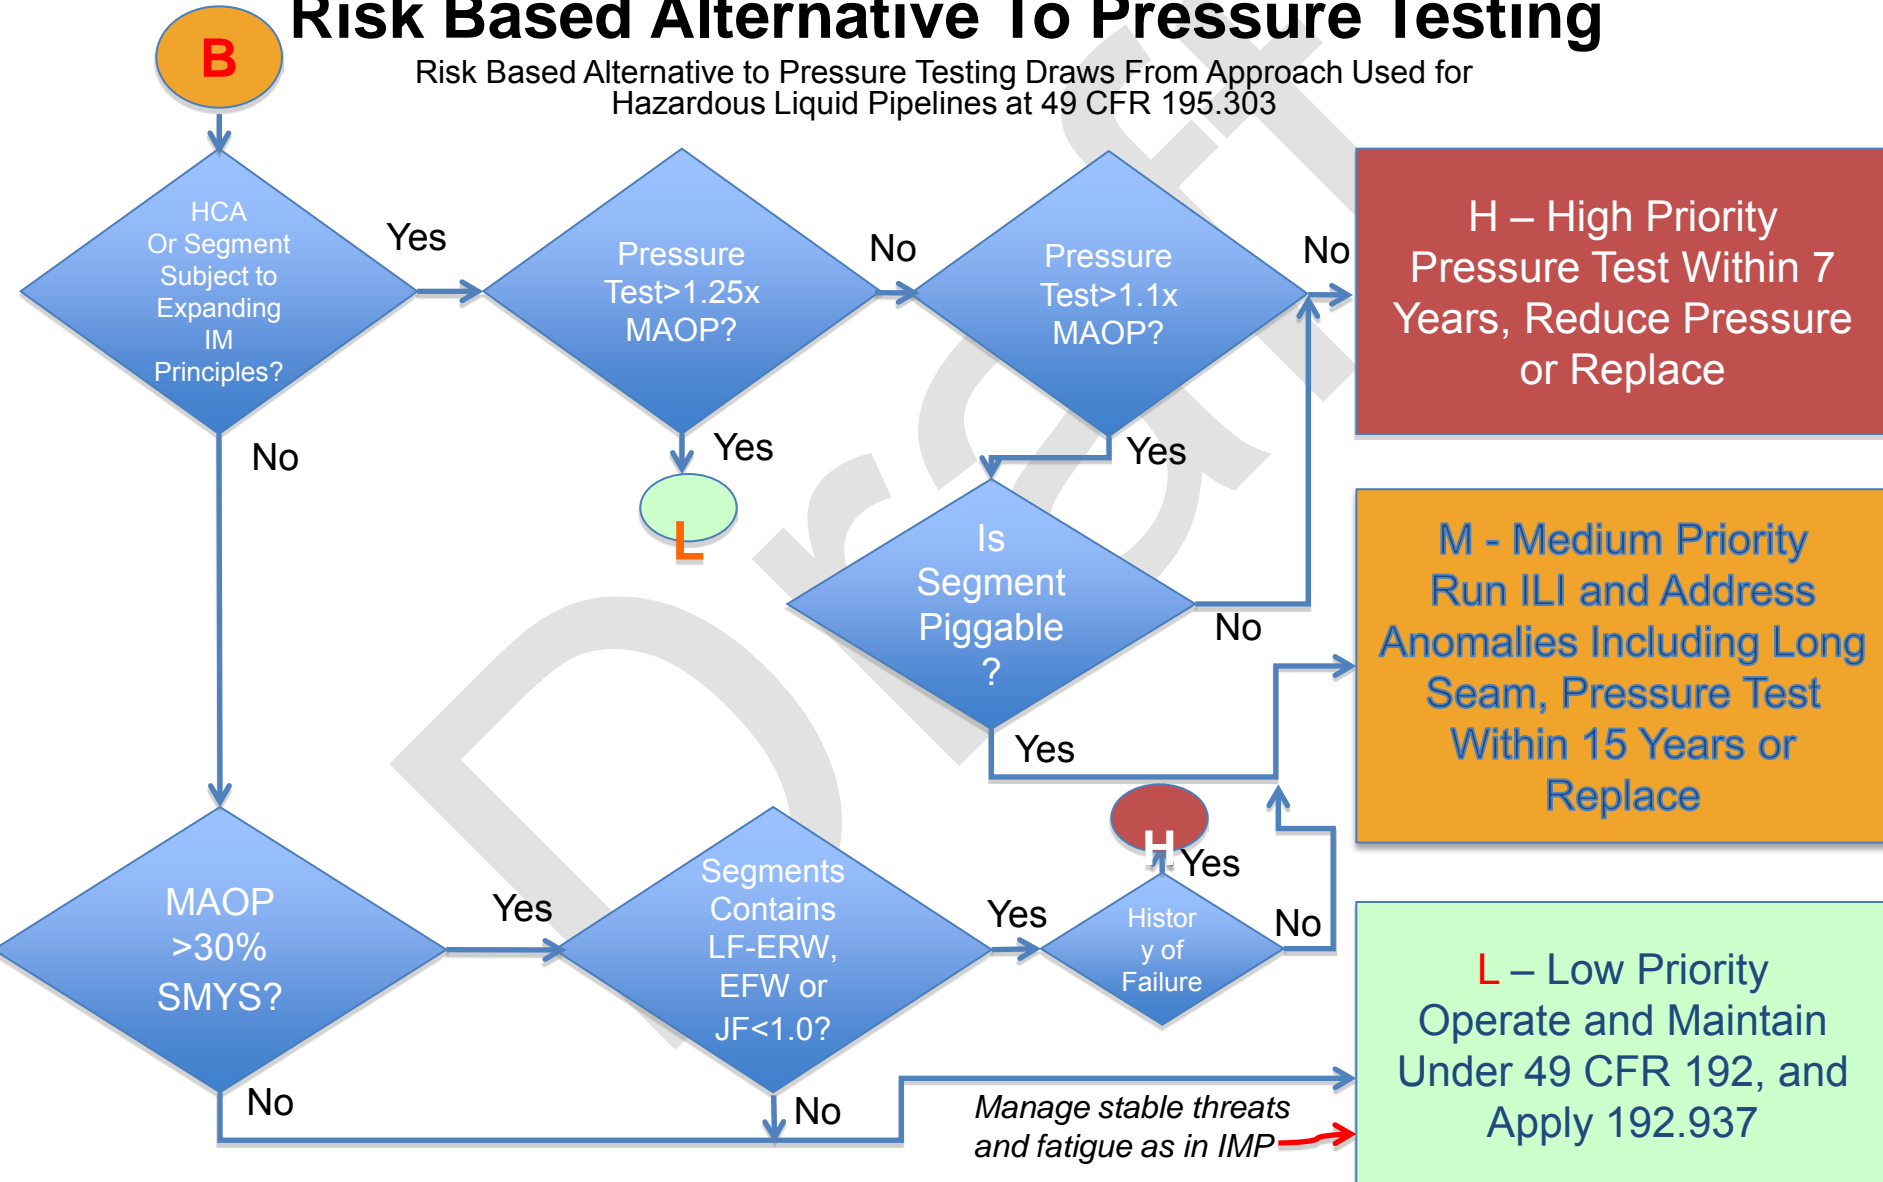 Risk Based Alternative To Pressure Testing
Risk Based Alternative to Pressure Testing Draws From Approach Used for
Hazardous Liquid Pipelines at 49 CFR 195.303
B
HCA
Or Segment
Subject to
Expanding
IM
Principles?
Yes
Pressure
Test>1.25x
MAOP?
No
Pressure
Test>1.1x
MAOP?
No
H – High Priority
Pressure Test Within 7
Years, Reduce Pressure
or Replace
No
Yes
L
Yes
Is
Segment
Piggable
?
No
Yes
M - Medium Priority
Run ILI and Address
Anomalies Including Long
Seam, Pressure Test
Within 15 Years or
Replace
MAOP
>30%
SMYS?
Yes
Segments
Contains
LF-ERW,
EFW or
JF<1.0?
Yes
H
Yes
Histor
y of
Failure
No
No
No
Manage stable threats
and fatigue as in IMP
L – Low Priority
Operate and Maintain
Under 49 CFR 192, and
Apply 192.937
Draft